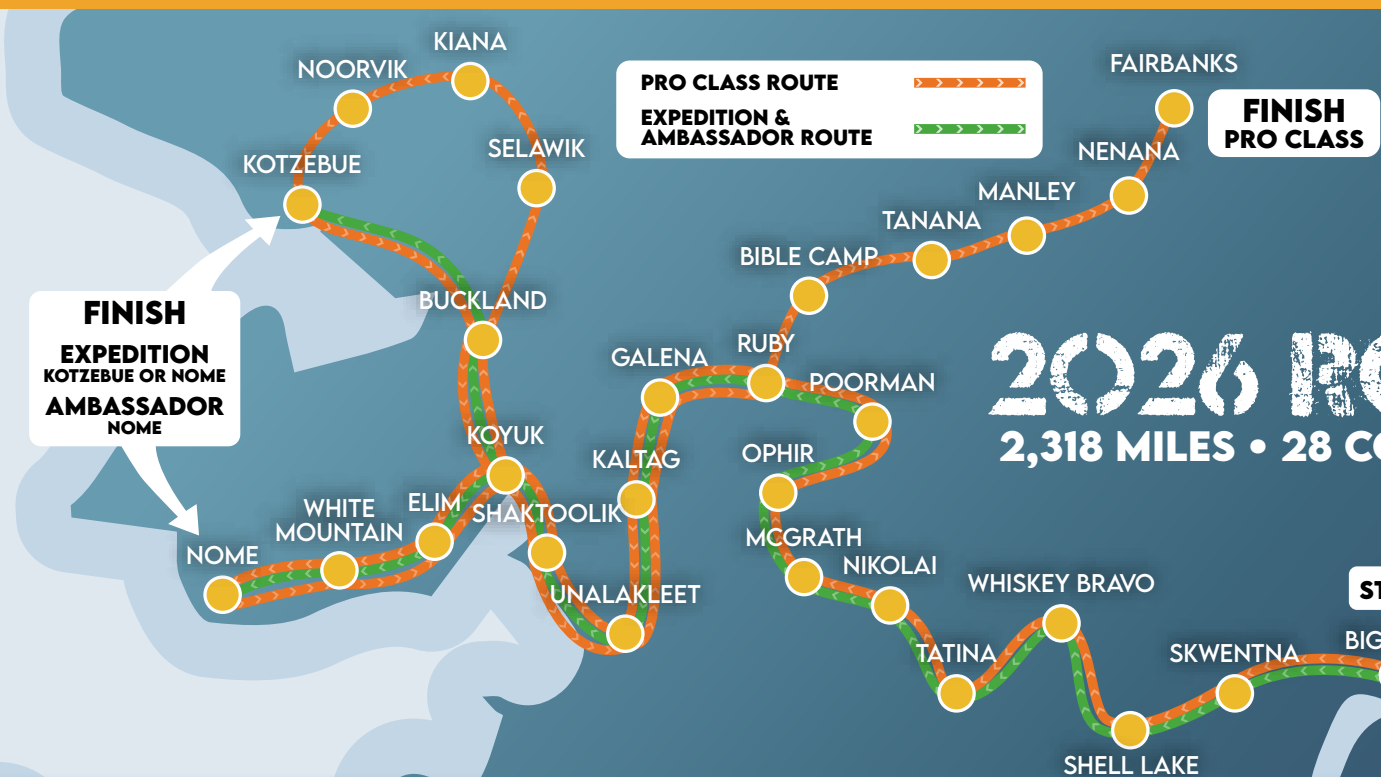 KIANA
NOORVIK
FAIRBANKS
PRO CLASS ROUTE
EXPEDITION &
AMBASSADOR ROUTE
FINISH
PRO CLASS
SELAWIK
NENANA
KOTZEBUE
MANLEY
TANANA
BIBLE CAMP
BUCKLAND
FINISH
EXPEDITION
KOTZEBUE OR NOME
AMBASSADOR
NOME
RUBY
GALENA
POORMAN
2026
2,318 MILES • 28
KOYUK
OPHIR
KALTAG
ELIM
WHITE
MOUNTAIN
SHAKTOOLIK
MCGRATH
NOME
NIKOLAI
WHISKEY BRAVO
UNALAKLEET
BIG
TATINA
SKWENTNA
SHELL LAKE